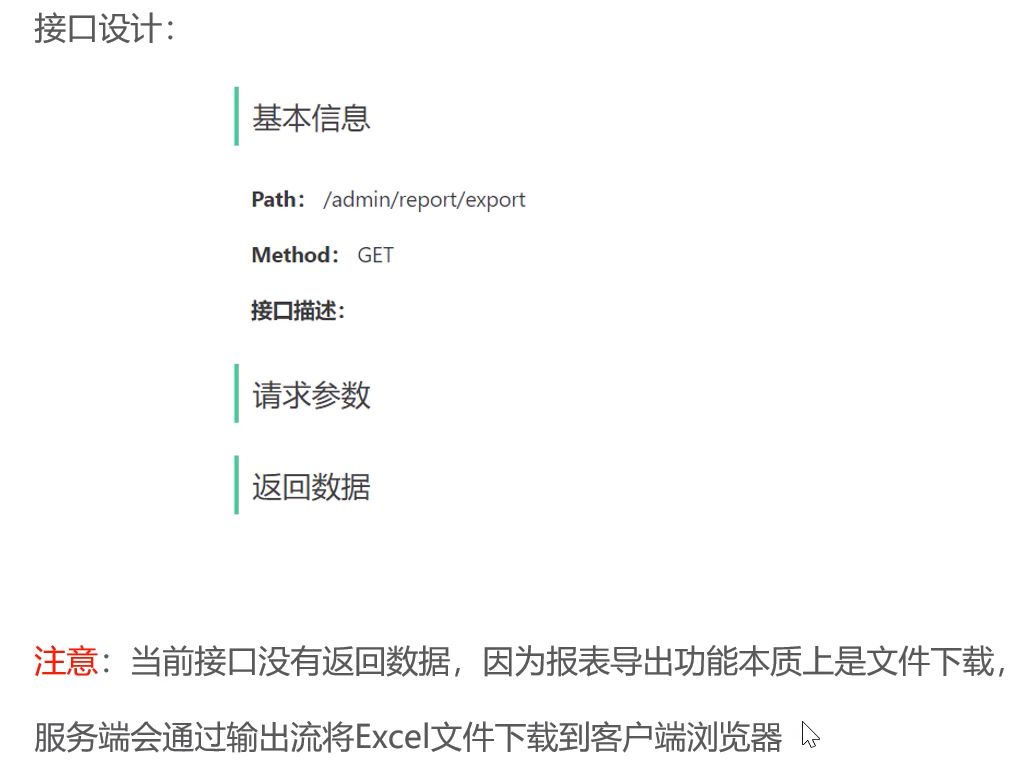 接口设计：
基本信息
Path： /admin/report/export
Method： GET
接口描述：
请求参数
返回数据
注意：当前接口没有返回数据，因为报表导出功能本质上是文件下载，
服务端会通过输出流将Excel文件下载到客户端浏览器